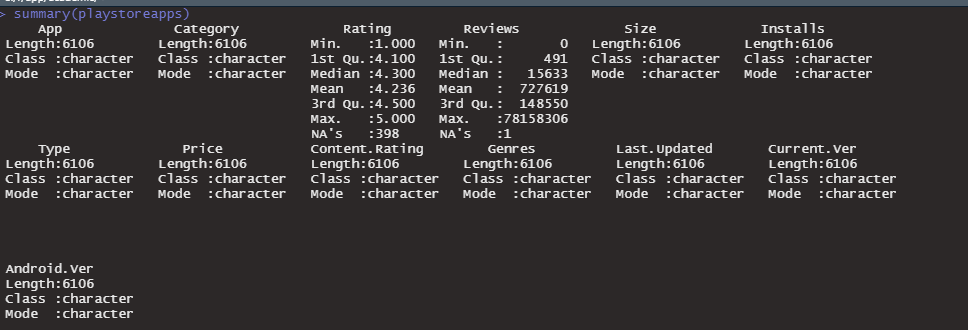 > summary(playstoreapps)
App Category Rating Reviews Size Installs
Length:6106 Length:6106 Min. :1.000 Min. : 0 Length:6106 Length:6106
Class :character Class :character 1st Qu.:4.100 1st Qu.: 491 Class :character Class :character
Mode :character Mode :character Median :4.300 Median : 15633 Mode :character Mode :character
Mean :4.236 Mean : 727619
3rd Qu.:4.500 3rd Qu.: 148550
Max. :5.000 Max. :78158306
NA's :398 NA's :1
Type Price Content.Rating Genres Last.Updated Current.Ver
Length:6106 Length:6106 Length:6106 Length:6106 Length:6106 Length:6106
Class :character Class :character Class :character Class :character Class :character Class :character
Mode :character Mode :character Mode :character Mode :character Mode :character Mode :character
Android.Ver
Length:6106
Class :character
Mode :character